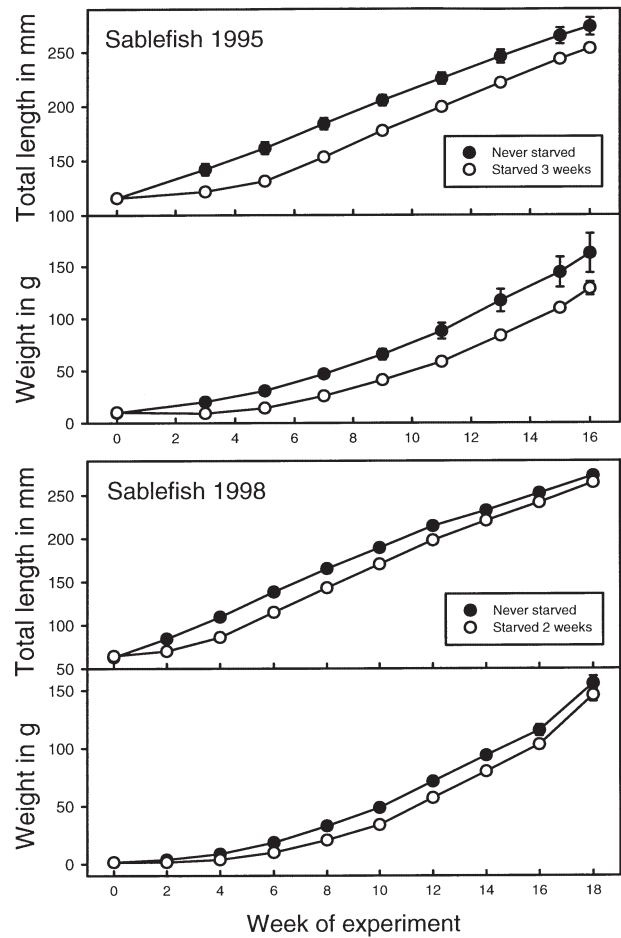 Sablefish 1995
Total length in mm
250
200
150
100
Never starved
Starved 3 weeks
Weight in g
150
100
50
0
0 2 4 6 8 10 12 14 16
Sablefish 1998
Total length in mm
250
200
150
100
50
Never starved
Starved 2 weeks
Weight in g
150
100
50
0
0 2 4 6 8 10 12 14 16 18
Week of experiment